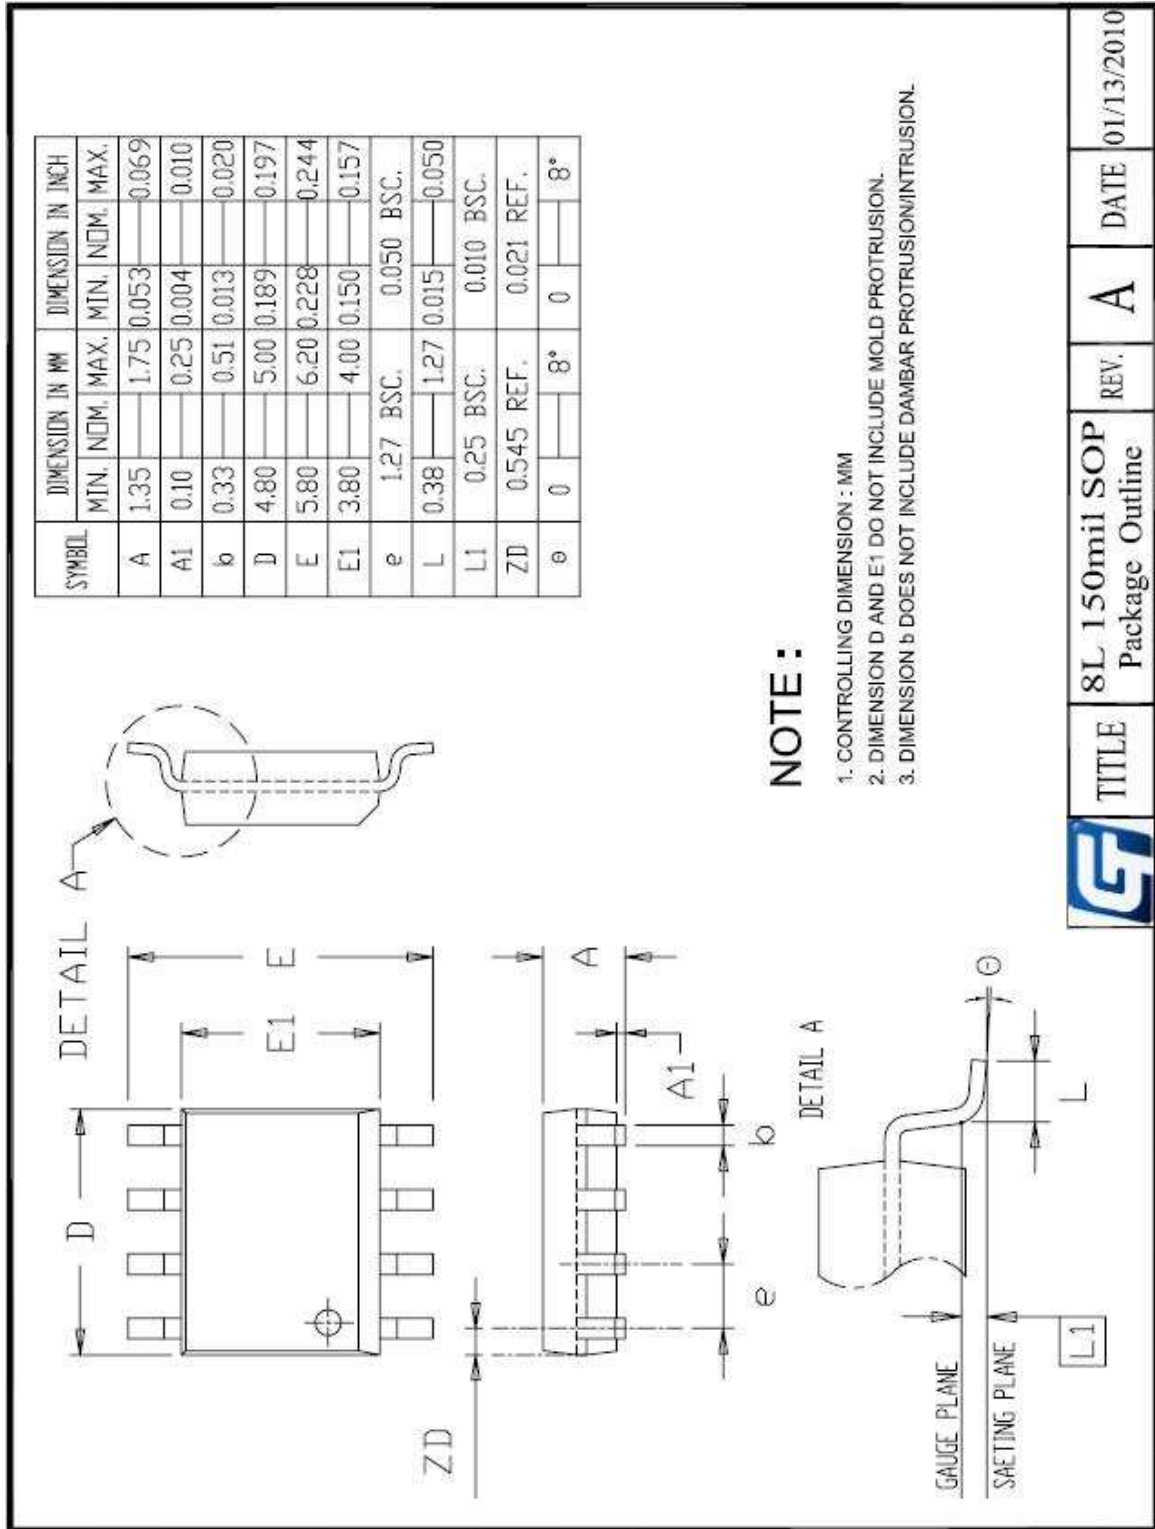 DETAIL A
D
E1
E
ZD
A
A1
e
b
DETAIL A
GAUGE PLANE
SAETING PLANE
L1
L
Θ
SYMBOL DIMENSION IN MM DIMENSION IN INCH
MIN. NOM. MAX. MIN. NOM. MAX.
A 1.35 1.75 0.053 0.069
A1 0.10 0.25 0.004 0.010
b 0.33 0.51 0.013 0.020
D 4.80 5.00 0.189 0.197
E 5.80 6.20 0.228 0.244
E1 3.80 4.00 0.150 0.157
e 1.27 BSC. 0.050 BSC.
L 0.38 1.27 0.015 0.050
L1 0.25 BSC. 0.010 BSC.
ZD 0.545 REF. 0.021 REF.
Θ 0 8° 0 8°
NOTE :
1. CONTROLLING DIMENSION : MM
2. DIMENSION D AND E1 DO NOT INCLUDE MOLD PROTRUSION.
3. DIMENSION b DOES NOT INCLUDE DAMBAR PROTRUSION/INTRUSION.
GT
TITLE
8L 150mil SOP
Package Outline
REV.
A
DATE
01/13/2010